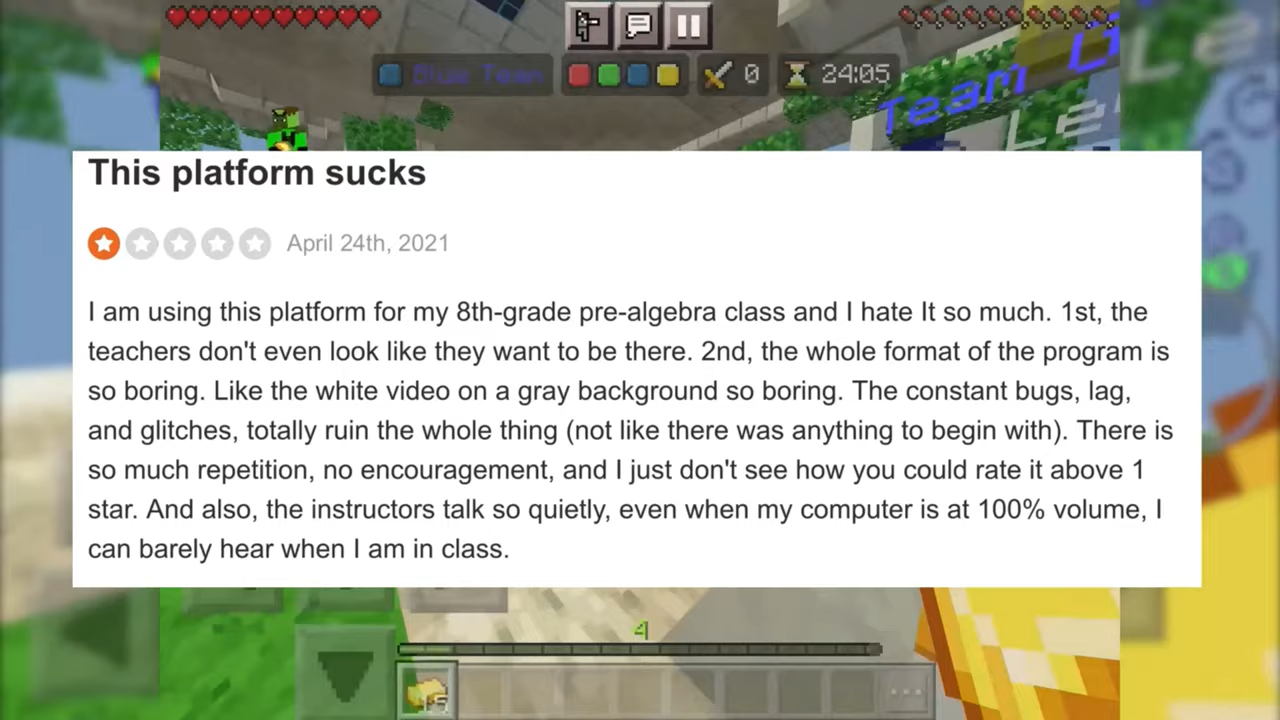 Blue Team
0
24:05
Team
Le
Le
This platform sucks
April 24th, 2021
I am using this platform for my 8th-grade pre-algebra class and I hate It so much. 1st, the
teachers don't even look like they want to be there. 2nd, the whole format of the program is
so boring. Like the white video on a gray background so boring. The constant bugs, lag,
and glitches, totally ruin the whole thing (not like there was anything to begin with). There is
so much repetition, no encouragement, and I just don't see how you could rate it above 1
star. And also, the instructors talk so quietly, even when my computer is at 100% volume, I
can barely hear when I am in class.
4